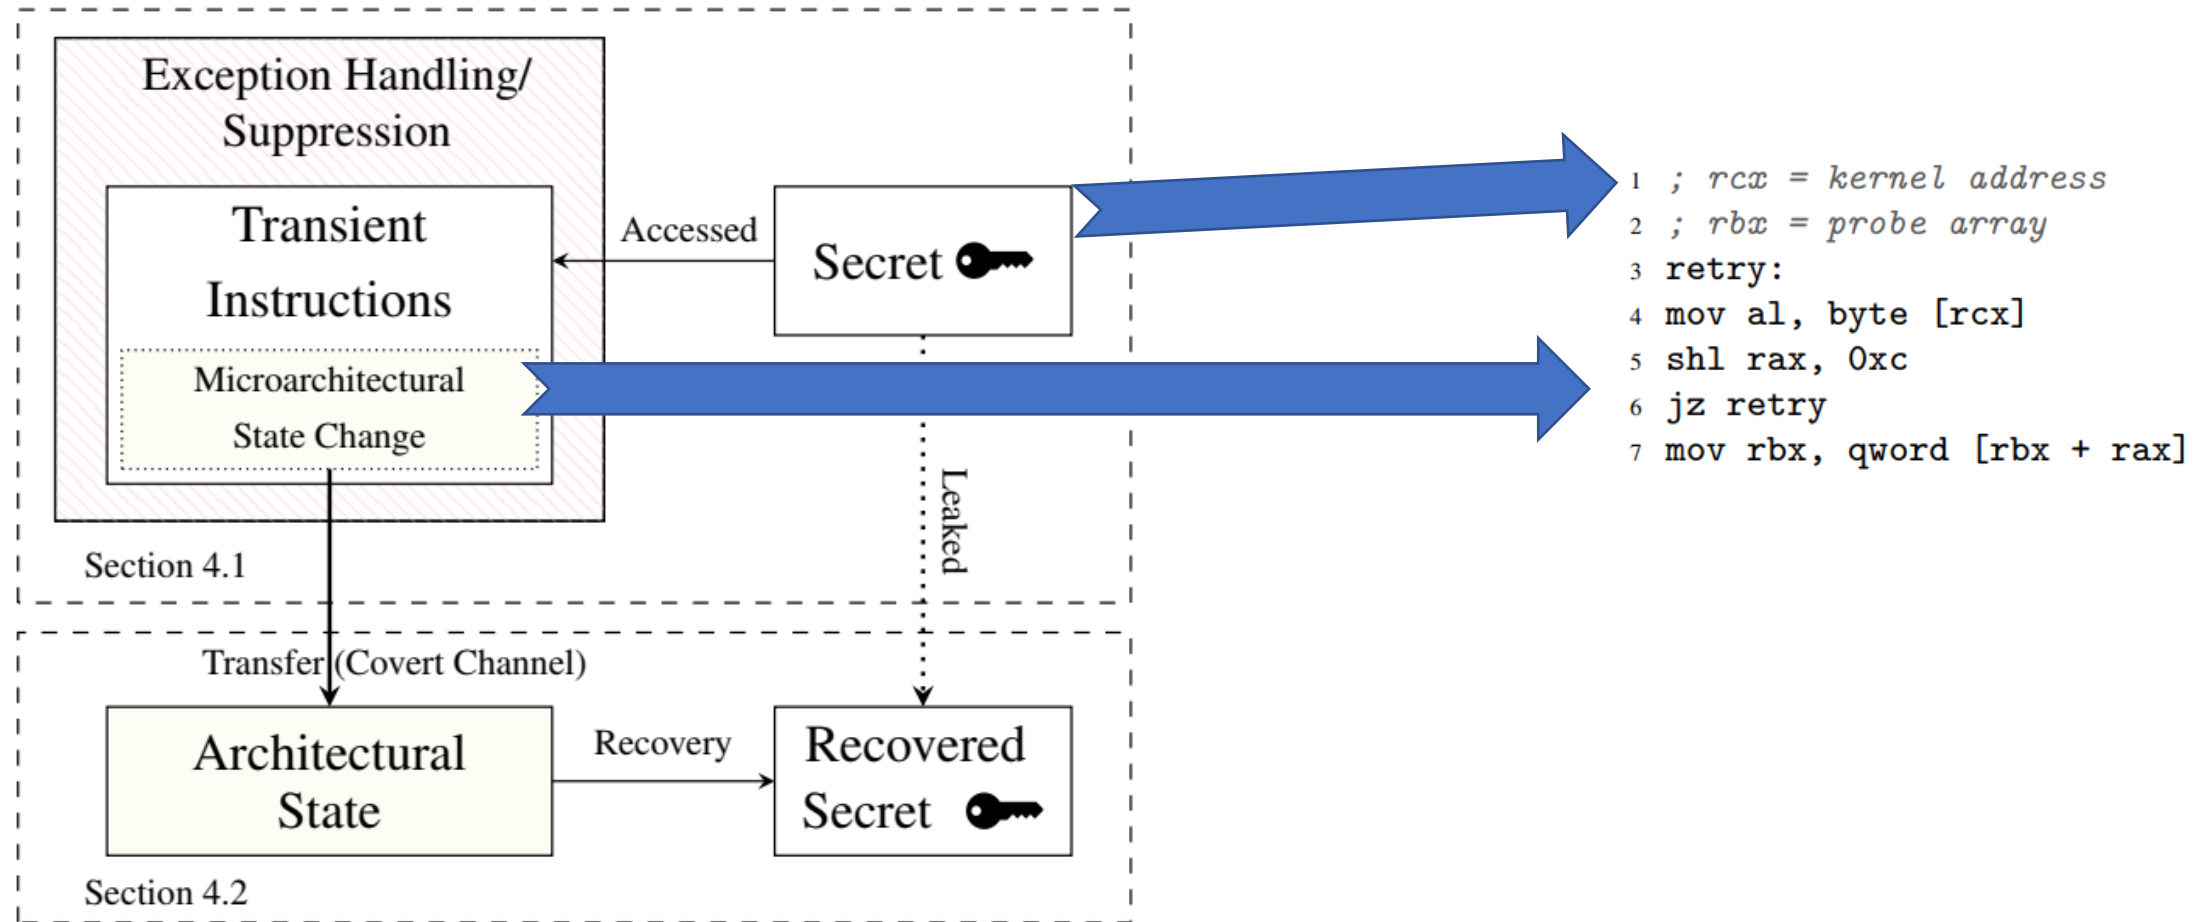 Exception Handling/
Suppression
Transient
Instructions
Microarchitectural
State Change
Accessed
Secret
Leaked
Section 4.1
Transfer (Covert Channel)
Architectural
State
Recovery
Recovered
Secret
Section 4.2
1 ; rcx = kernel address
2 ; rbx = probe array
3 retry:
4 mov al, byte [rcx]
5 shl rax, 0xc
6 jz retry
7 mov rbx, qword [rbx + rax]